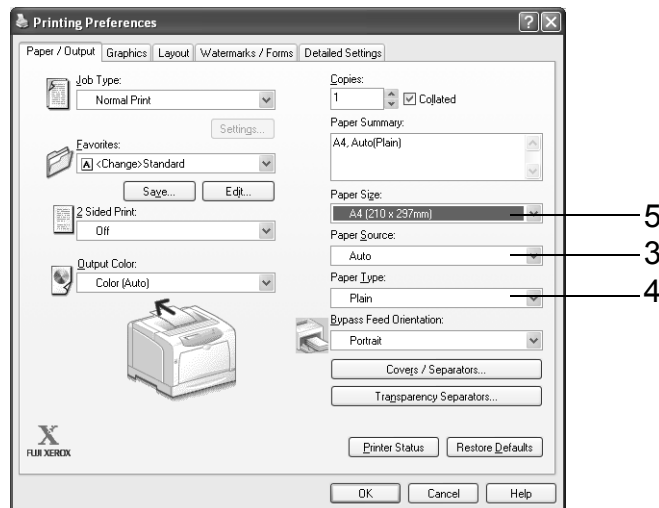 Printing Preferences
Paper / Output Graphics Layout Watermarks / Forms Detailed Settings
Job Type:
Normal Print
Settings...
Favorites:
A <Change>Standard
Save... Edit...
2 Sided Print:
Off
Output Color:
Color (Auto)
FUJI XEROX
Copies:
1 Collated
Paper Summary:
A4, Auto(Plain)
Paper Size:
A4 (210 x 297mm) 5
Paper Source:
Auto 3
Paper Type:
Plain 4
Bypass Feed Orientation:
Portrait
Covers / Separators...
Transparency Separators...
Printer Status Restore Defaults
OK Cancel Help